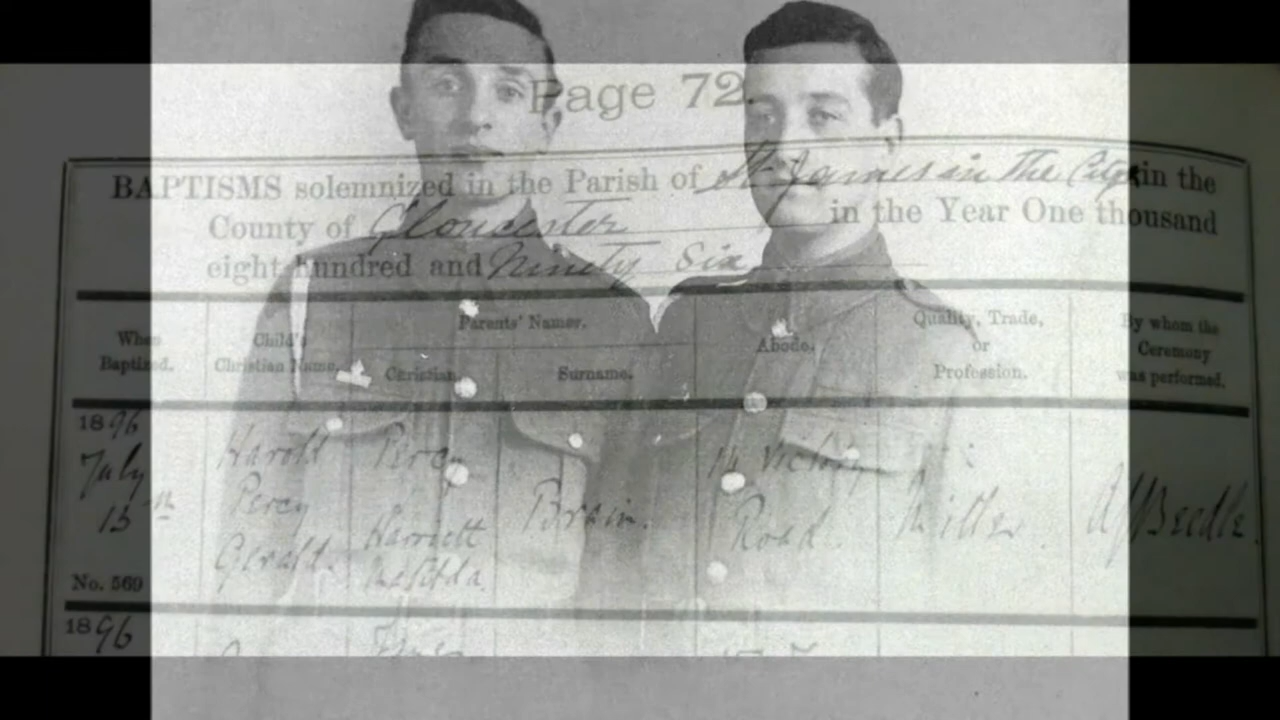 Page 72.
BAPTISMS solemnized in the Parish of St James in The City in the
County of Gloucester in the Year One thousand
eight hundred and Ninety Six
When Baptized.
Child's Christian Name.
Parents' Names.
Christian.
Surname.
Abode.
Quality, Trade, or Profession.
By whom the Ceremony was performed.
1896
July
13th
No. 569
Harold
Percy
Gerald.
Percy
Harriett
Matilda.
Brain.
Victory
Road.
A J Beedle.
1896